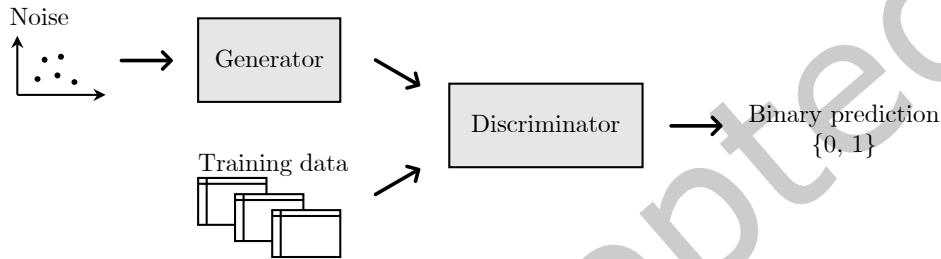 Noise
Generator
Discriminator
Binary prediction
{0, 1}
Training data